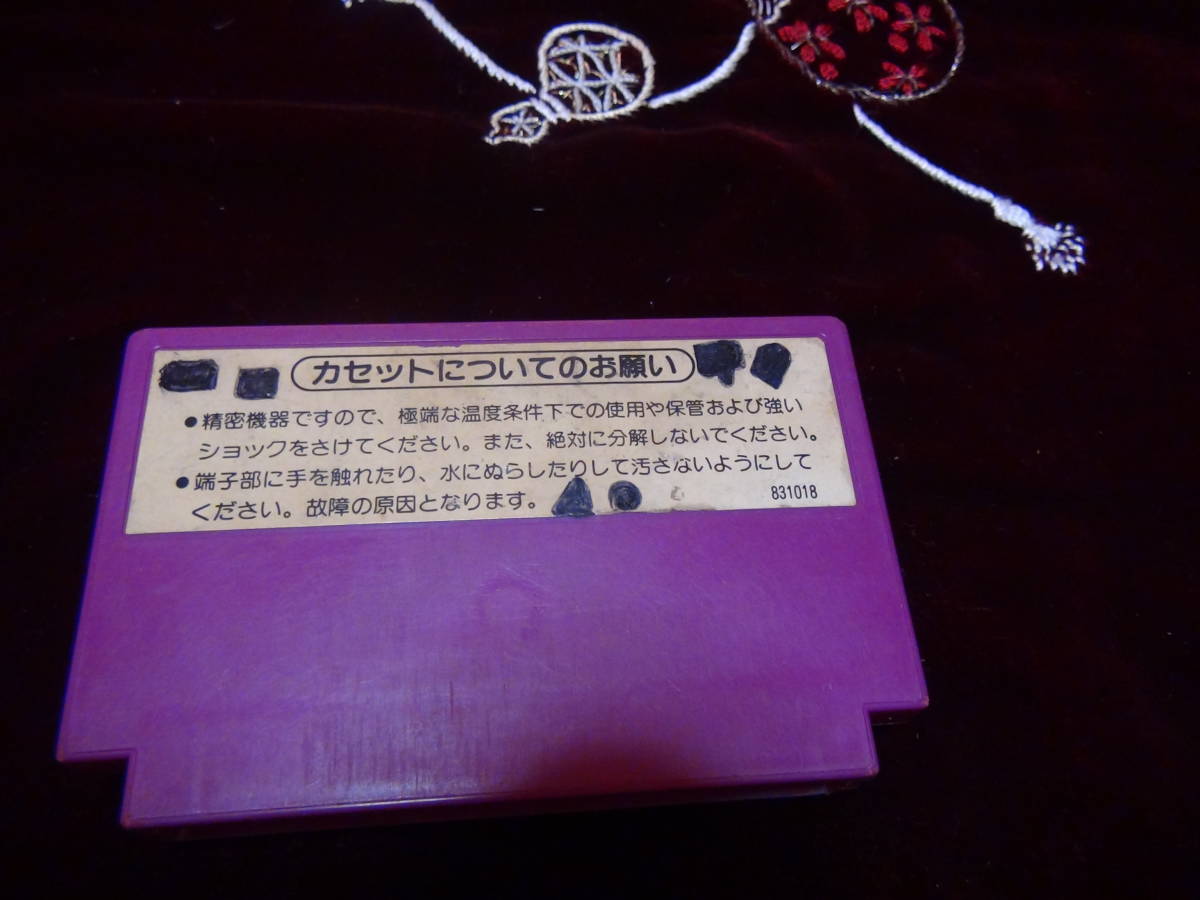 カセットについてのお願い
●精密機器ですので、極端な温度条件下での使用や保管および強い
ショックをさけてください。また、絶対に分解しないでください。
●端子部に手を触れたり、水にぬらしたりして汚さないようにして
ください。故障の原因となります。
831018